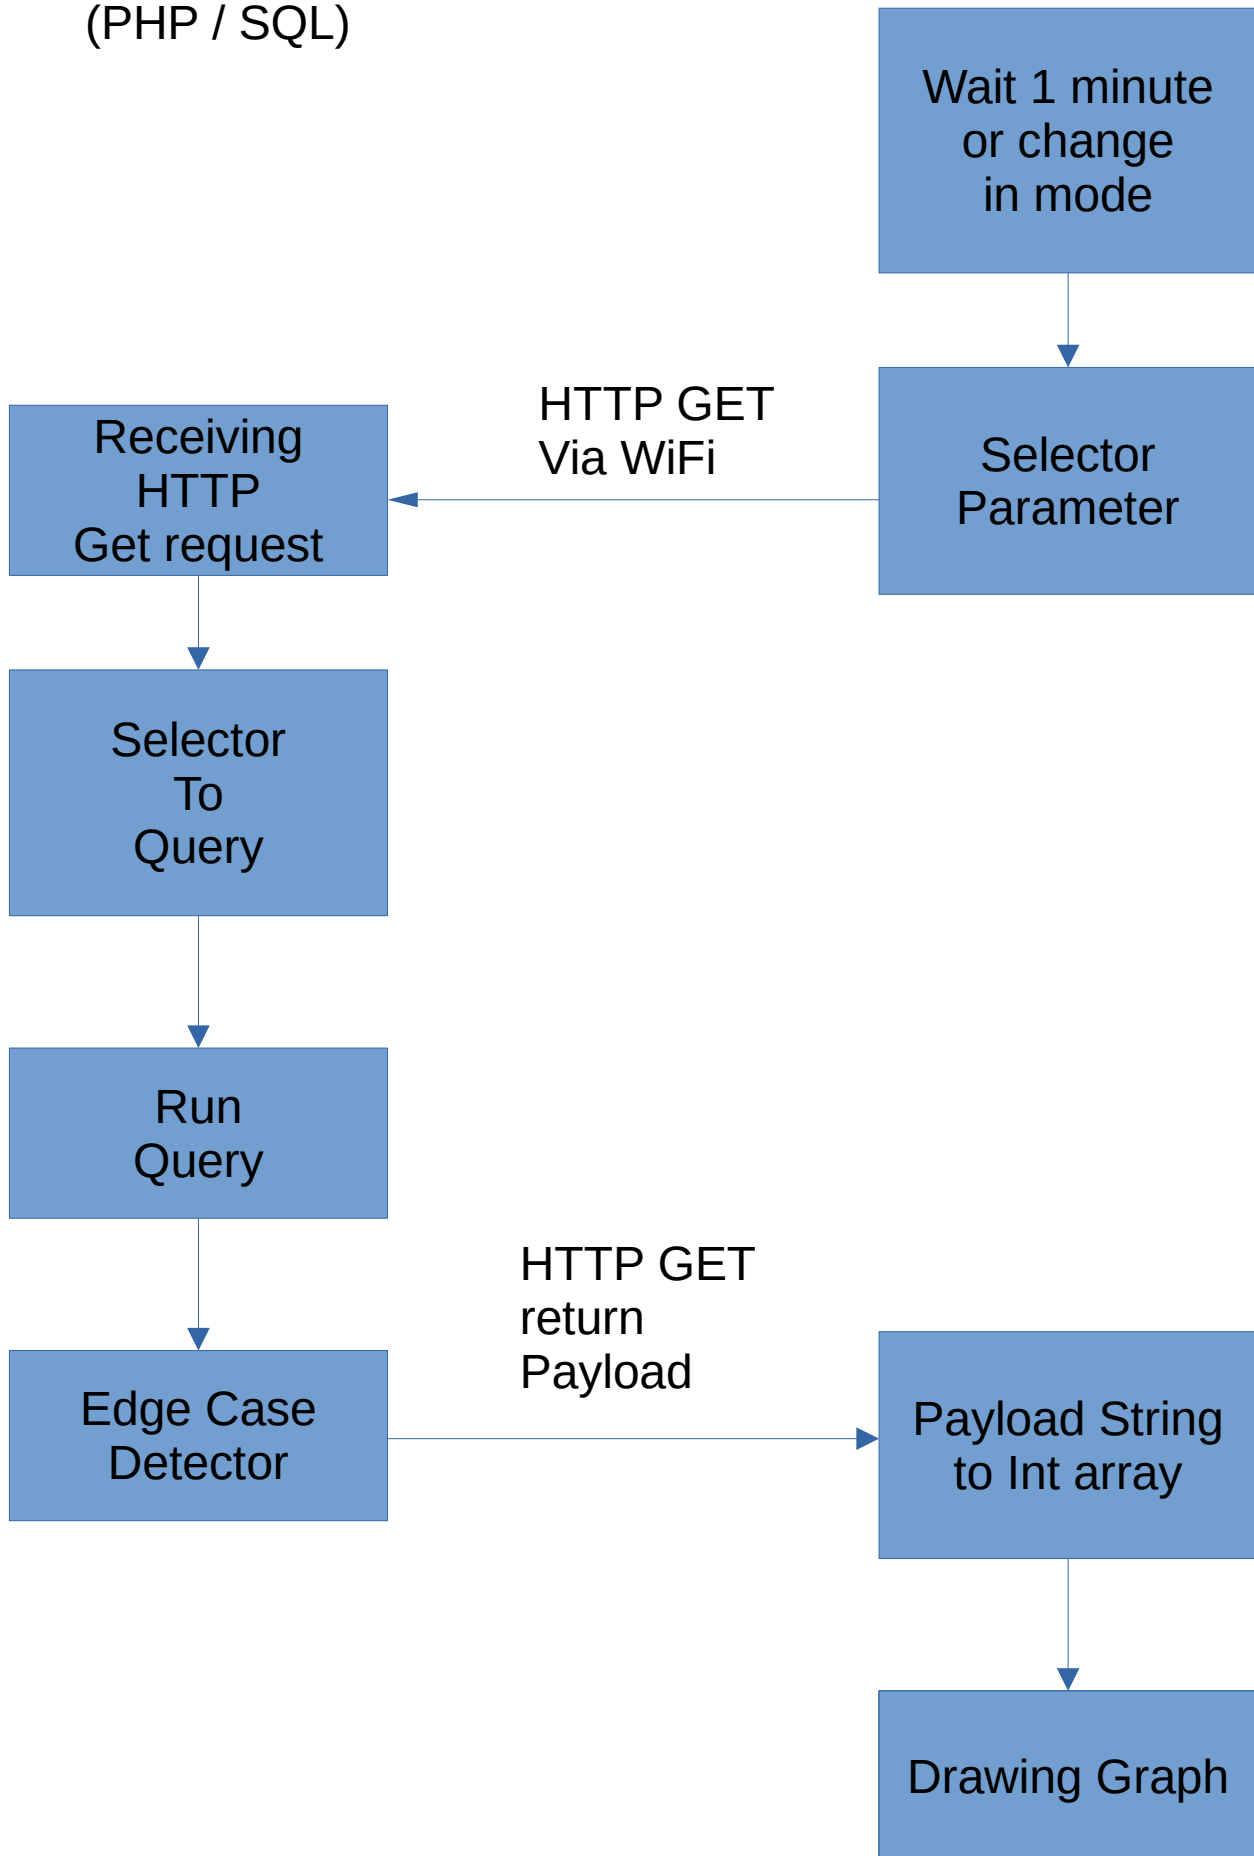 (PHP / SQL)
Wait 1 minute
or change
in mode
HTTP GET
Via WiFi
Selector
Parameter
Receiving
HTTP
Get request
Selector
To
Query
Run
Query
HTTP GET
return
Payload
Edge Case
Detector
Payload String
to Int array
Drawing Graph